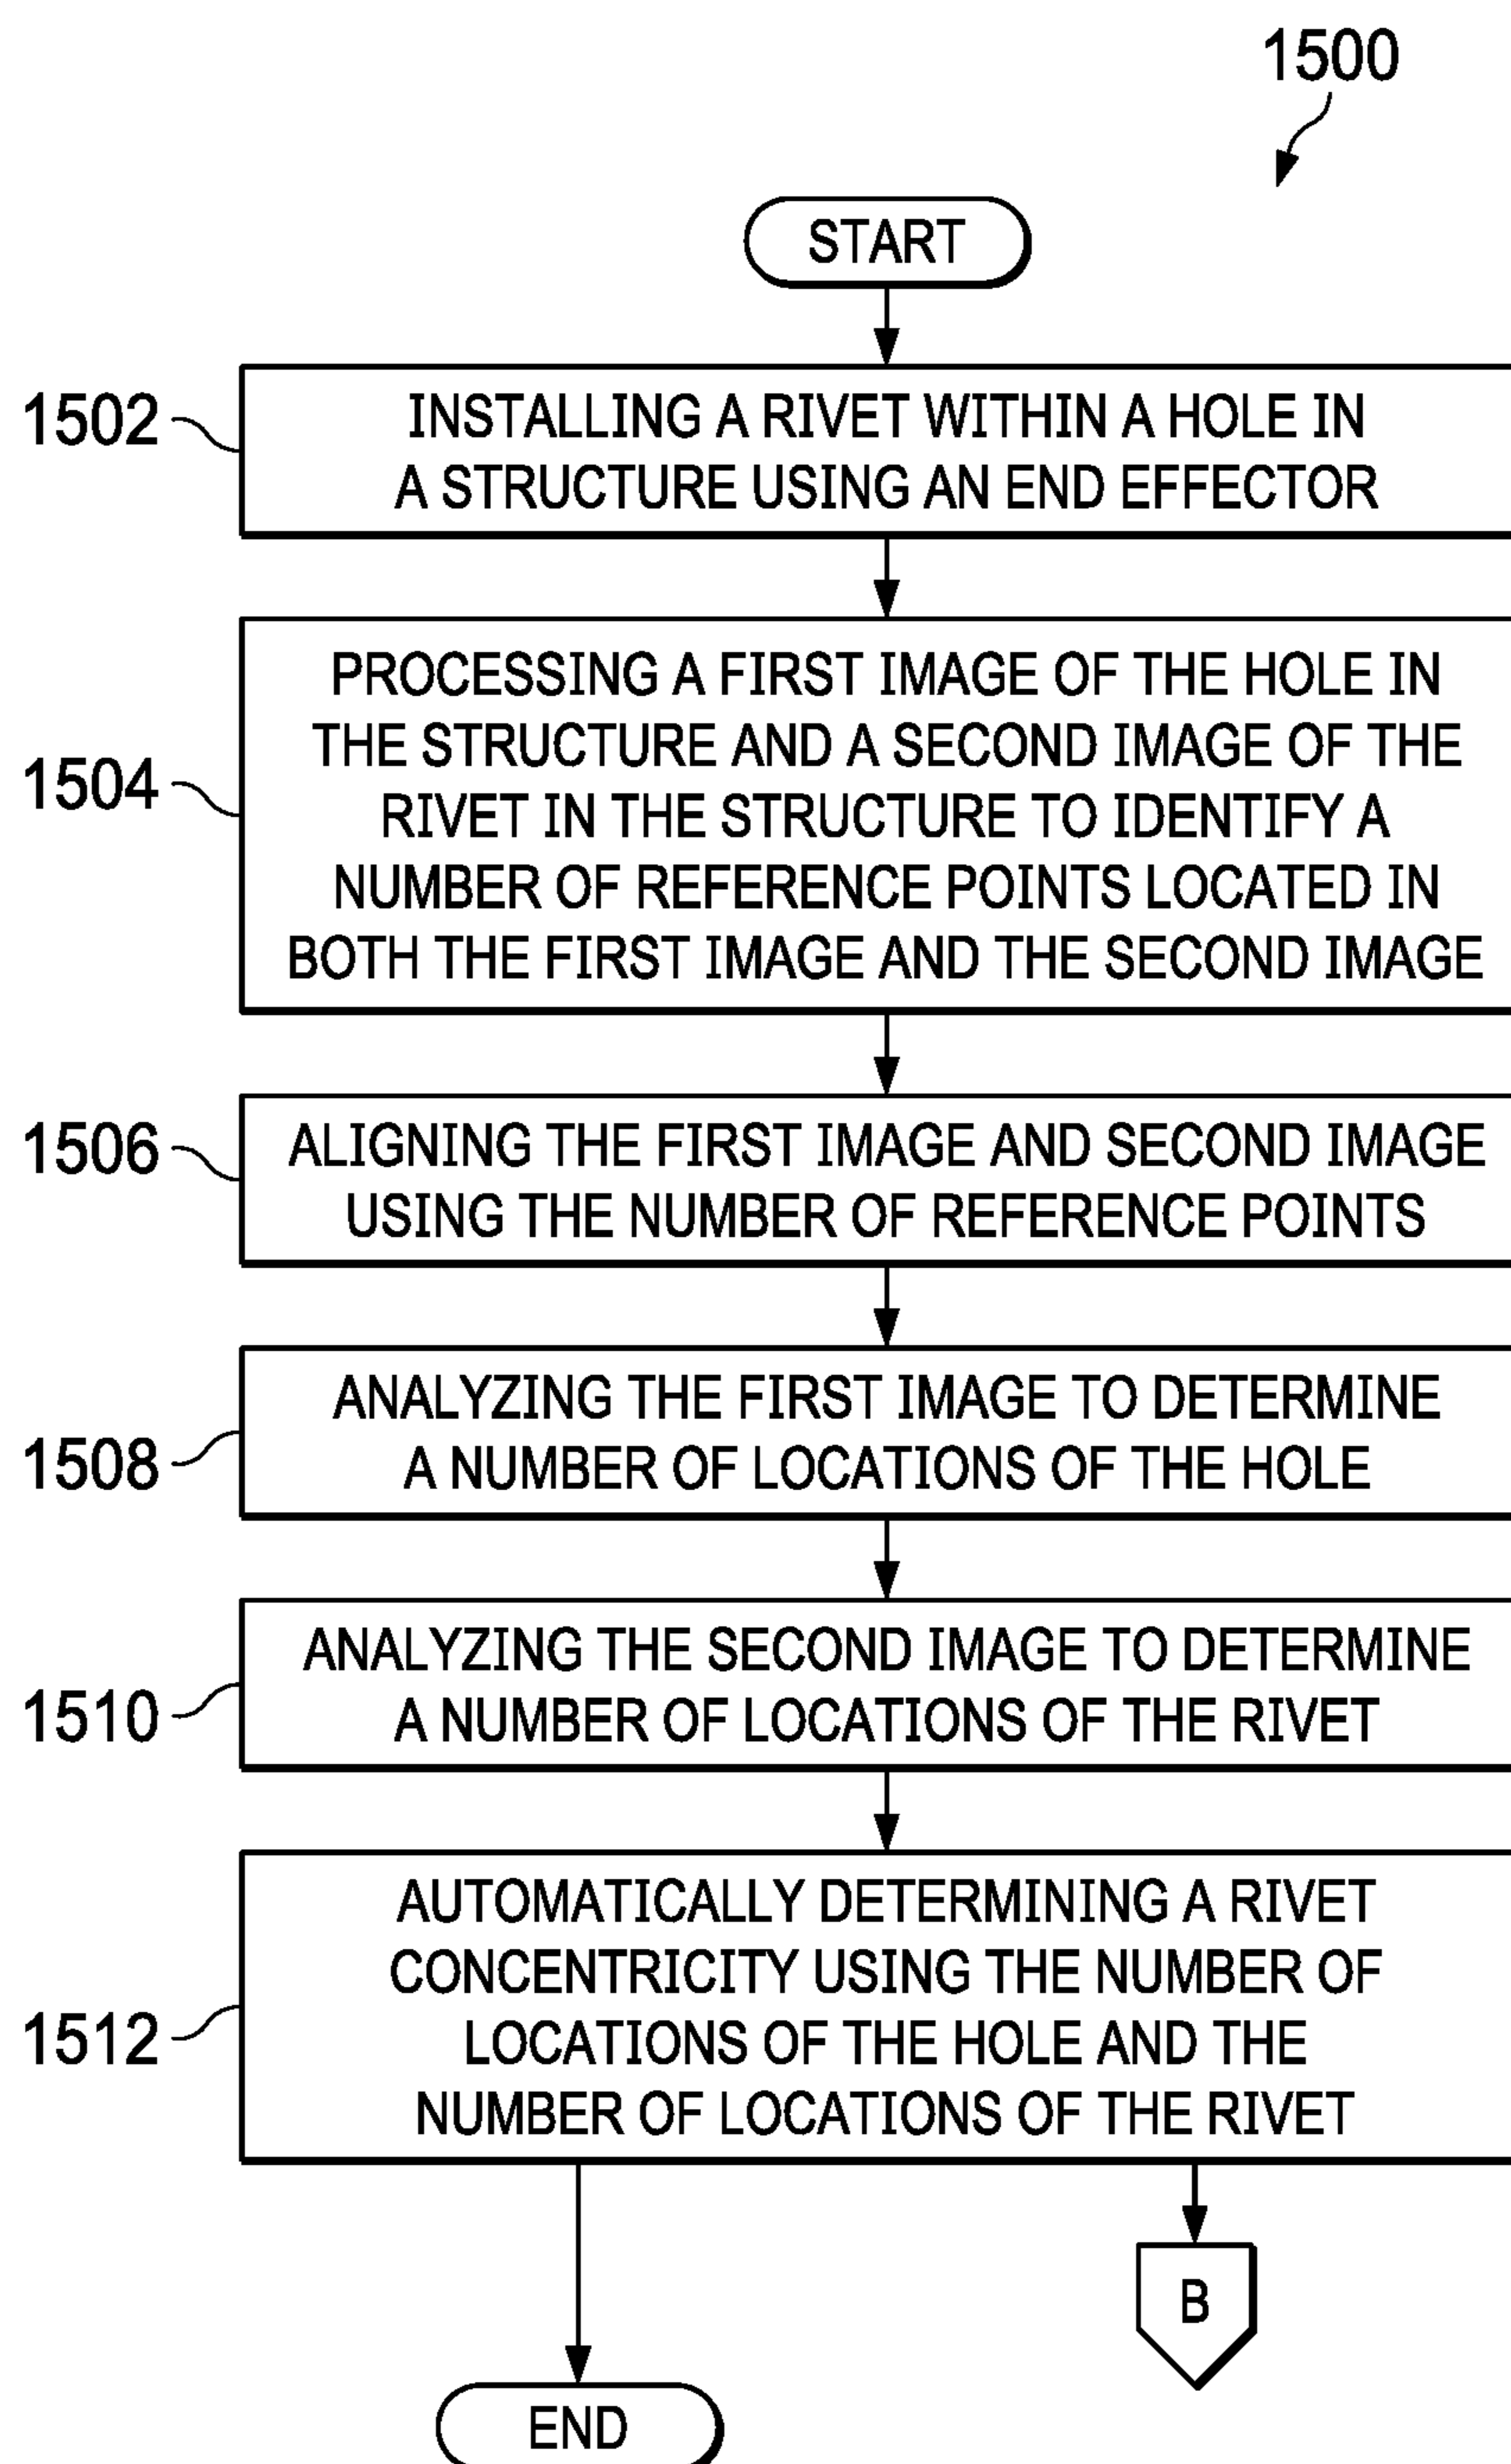 1500
START
1502
INSTALLING A RIVET WITHIN A HOLE IN
A STRUCTURE USING AN END EFFECTOR
1504
PROCESSING A FIRST IMAGE OF THE HOLE IN
THE STRUCTURE AND A SECOND IMAGE OF THE
RIVET IN THE STRUCTURE TO IDENTIFY A
NUMBER OF REFERENCE POINTS LOCATED IN
BOTH THE FIRST IMAGE AND THE SECOND IMAGE
1506
ALIGNING THE FIRST IMAGE AND SECOND IMAGE
USING THE NUMBER OF REFERENCE POINTS
1508
ANALYZING THE FIRST IMAGE TO DETERMINE
A NUMBER OF LOCATIONS OF THE HOLE
1510
ANALYZING THE SECOND IMAGE TO DETERMINE
A NUMBER OF LOCATIONS OF THE RIVET
1512
AUTOMATICALLY DETERMINING A RIVET
CONCENTRICITY USING THE NUMBER OF
LOCATIONS OF THE HOLE AND THE
NUMBER OF LOCATIONS OF THE RIVET
B
END